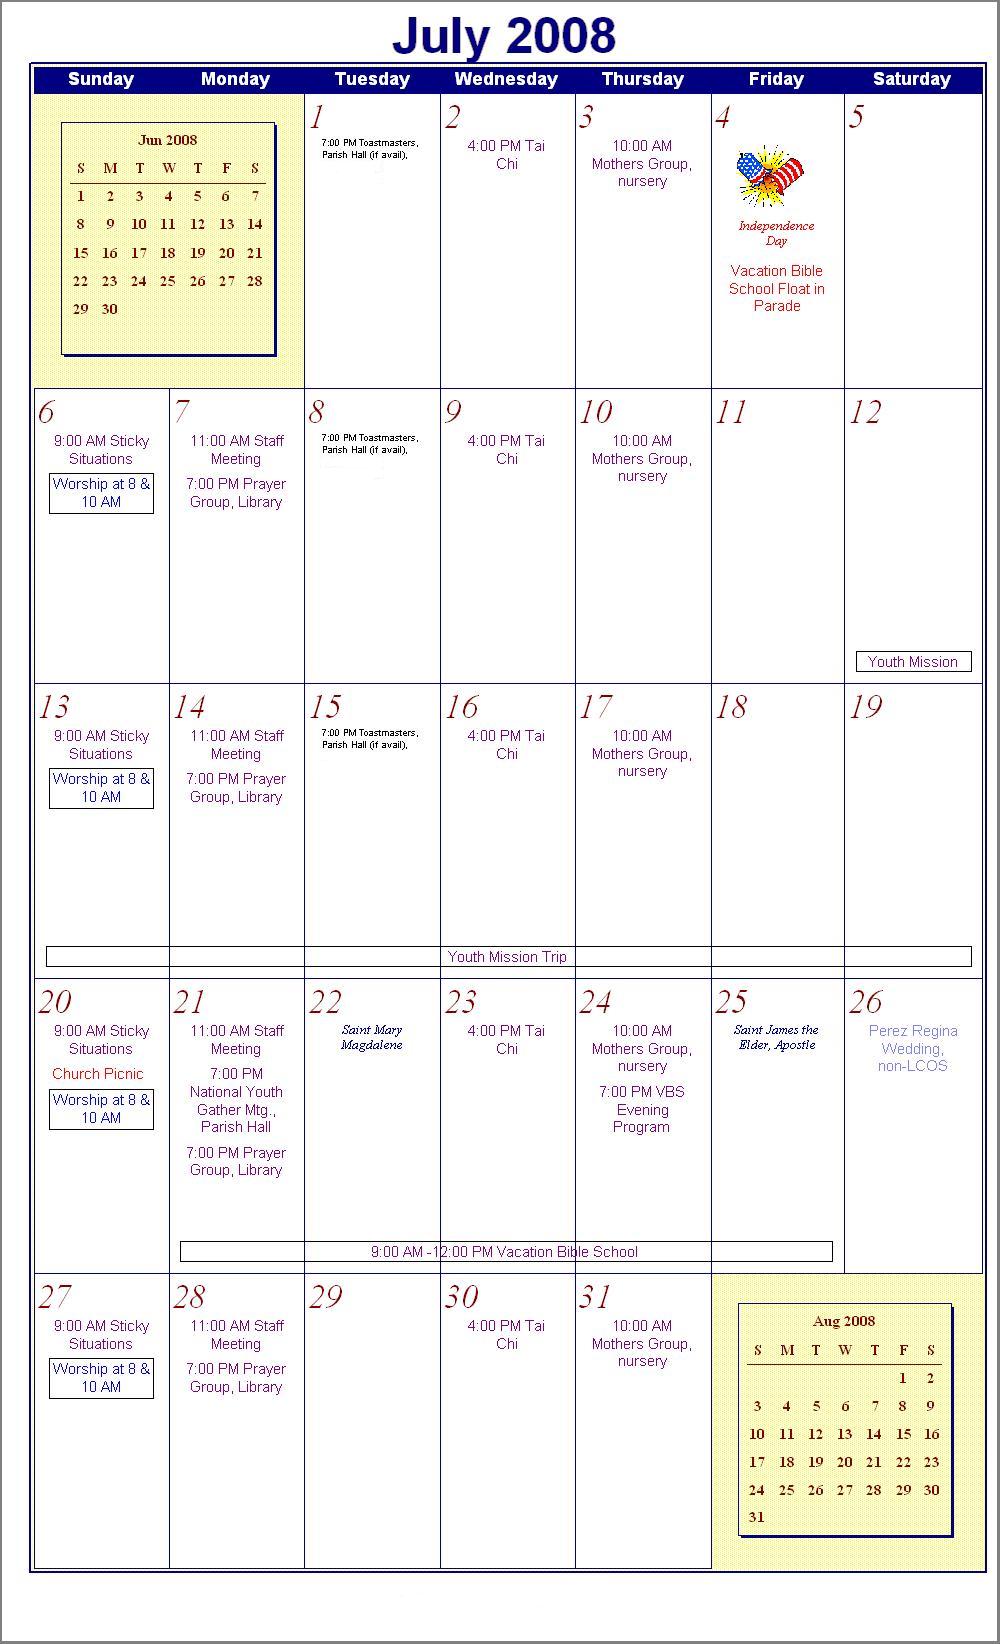 July 2008
Sunday Monday Tuesday Wednesday Thursday Friday Saturday
Jun 2008
S M T W T F S
1 2 3 4 5 6 7
8 9 10 11 12 13 14
15 16 17 18 19 20 21
22 23 24 25 26 27 28
29 30
1
7:00 PM Toastmasters,
Parish Hall (if avail),
2
4:00 PM Tai
Chi
3
10:00 AM
Mothers Group,
nursery
4
Independence
Day
Vacation Bible
School Float in
Parade
5
6
9:00 AM Sticky
Situations
Worship at 8 &
10 AM
7
11:00 AM Staff
Meeting
7:00 PM Prayer
Group, Library
8
7:00 PM Toastmasters,
Parish Hall (if avail),
9
4:00 PM Tai
Chi
10
10:00 AM
Mothers Group,
nursery
11
12
Youth Mission
13
9:00 AM Sticky
Situations
Worship at 8 &
10 AM
14
11:00 AM Staff
Meeting
7:00 PM Prayer
Group, Library
15
7:00 PM Toastmasters,
Parish Hall (if avail),
16
4:00 PM Tai
Chi
17
10:00 AM
Mothers Group,
nursery
18
19
Youth Mission Trip
20
9:00 AM Sticky
Situations
Church Picnic
Worship at 8 &
10 AM
21
11:00 AM Staff
Meeting
7:00 PM
National Youth
Gather Mtg.,
Parish Hall
7:00 PM Prayer
Group, Library
22
Saint Mary
Magdalene
23
4:00 PM Tai
Chi
24
10:00 AM
Mothers Group,
nursery
7:00 PM VBS
Evening
Program
25
Saint James the
Elder, Apostle
26
Perez Regina
Wedding,
non-LCOS
9:00 AM -12:00 PM Vacation Bible School
27
9:00 AM Sticky
Situations
Worship at 8 &
10 AM
28
11:00 AM Staff
Meeting
7:00 PM Prayer
Group, Library
29
30
4:00 PM Tai
Chi
31
10:00 AM
Mothers Group,
nursery
Aug 2008
S M T W T F S
1 2
3 4 5 6 7 8 9
10 11 12 13 14 15 16
17 18 19 20 21 22 23
24 25 26 27 28 29 30
31